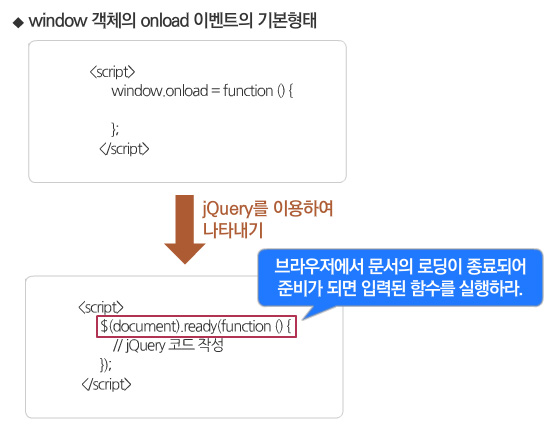 ◆ window 객체의 onload 이벤트의 기본형태
<script>
window.onload = function () {
};
</script>
jQuery를 이용하여
나타내기
브라우저에서 문서의 로딩이 종료되어
준비가 되면 입력된 함수를 실행하라.
<script>
$(document).ready(function () {
// jQuery 코드 작성
});
</script>